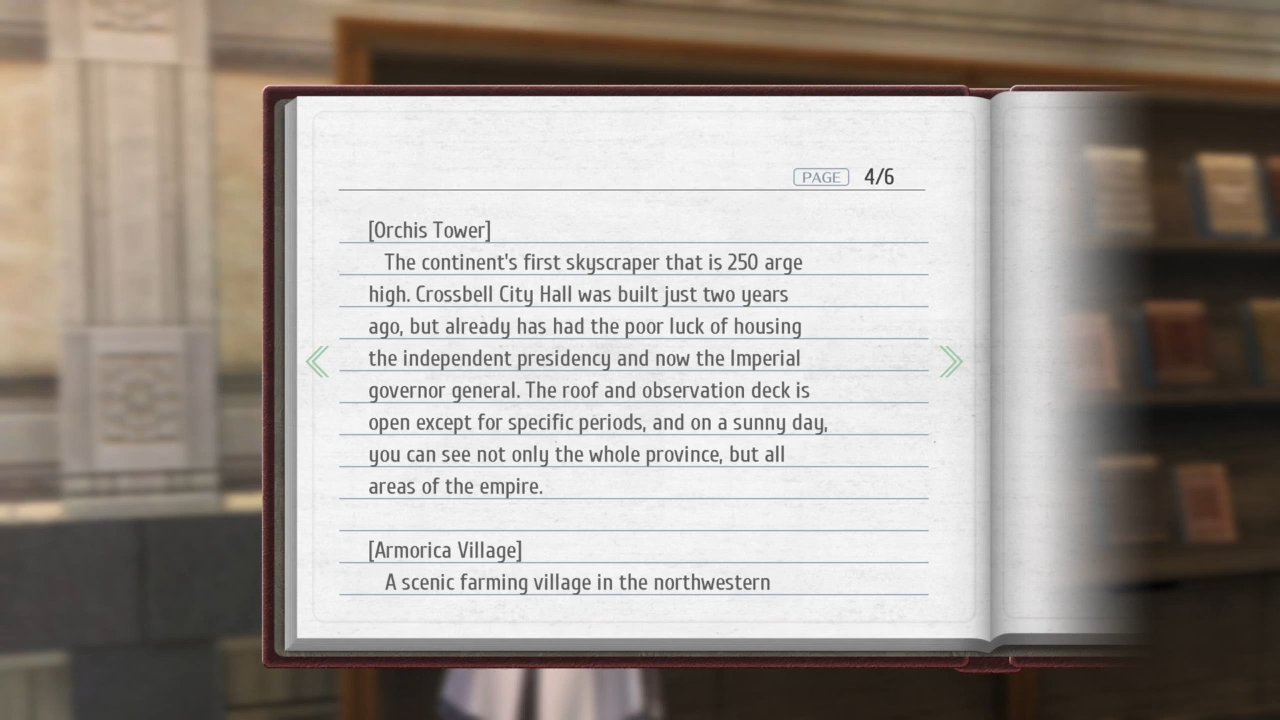 PAGE 4/6
[Orchis Tower]
The continent's first skyscraper that is 250 arge
high. Crossbell City Hall was built just two years
ago, but already has had the poor luck of housing
the independent presidency and now the Imperial
governor general. The roof and observation deck is
open except for specific periods, and on a sunny day,
you can see not only the whole province, but all
areas of the empire.
[Armorica Village]
A scenic farming village in the northwestern